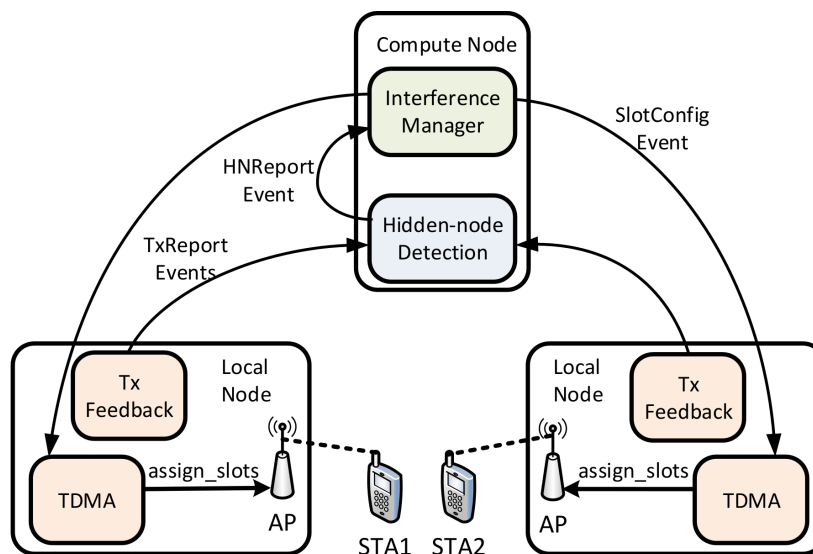 Compute Node
Interference
Manager
SlotConfig
Event
HNReport
Event
Hidden-node
Detection
TxReport
Events
Local
Node
Tx
Feedback
Local
Node
Tx
Feedback
assign_slots
TDMA
AP
STA1
STA2
assign_slots
AP
TDMA